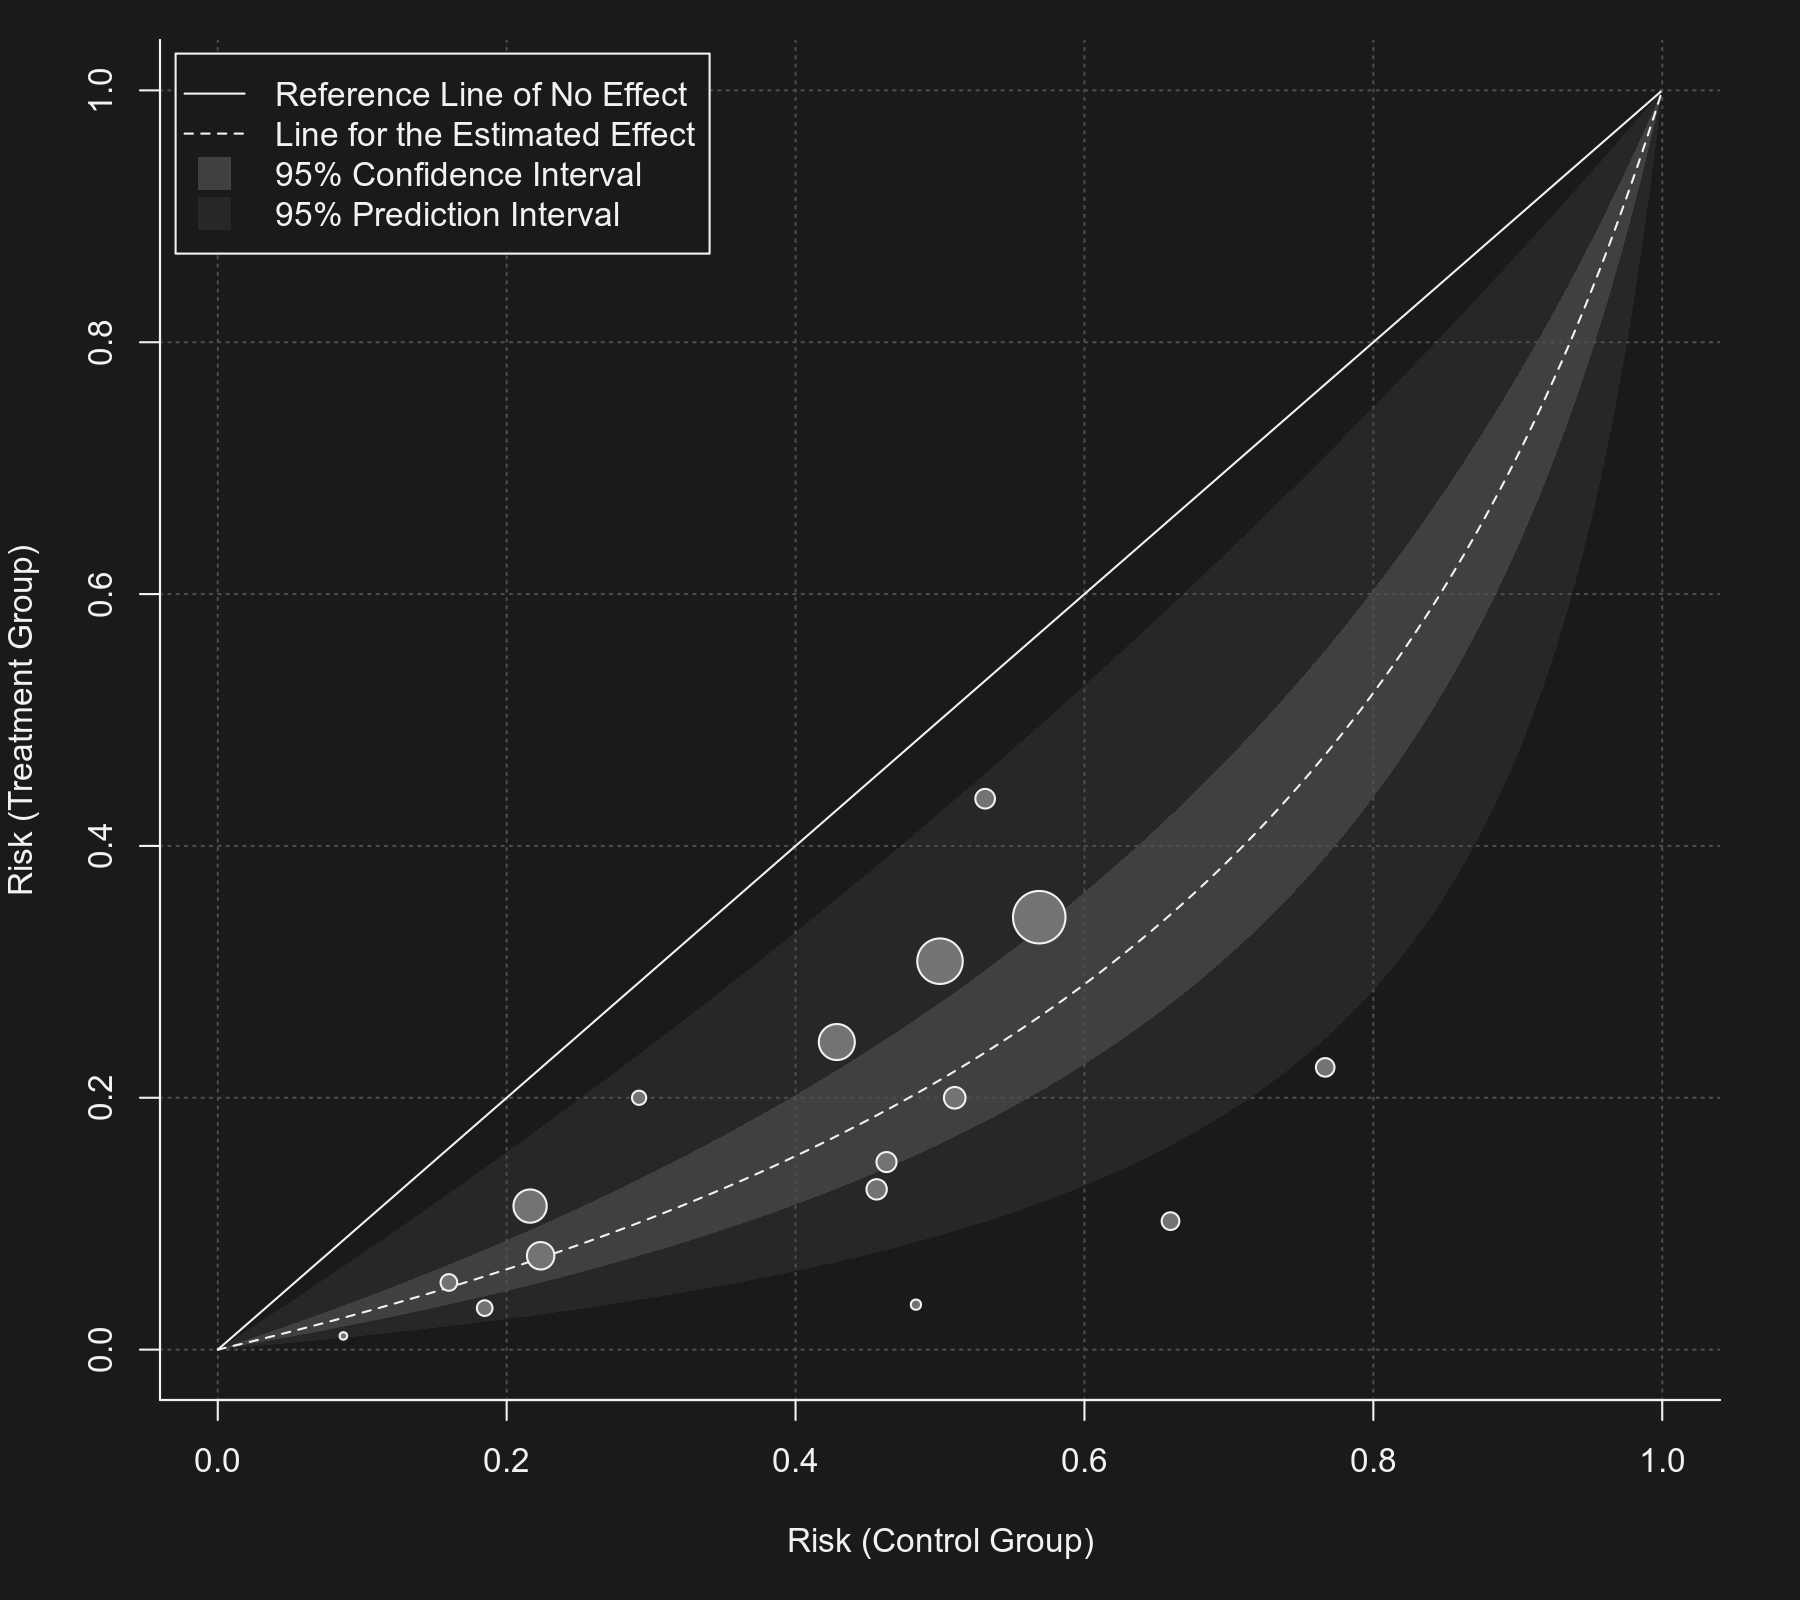 Reference Line of No Effect
Line for the Estimated Effect
95% Confidence Interval
95% Prediction Interval
Risk (Treatment Group)
1.0
0.8
0.6
0.4
0.2
0.0
0.0 0.2 0.4 0.6 0.8 1.0
Risk (Control Group)